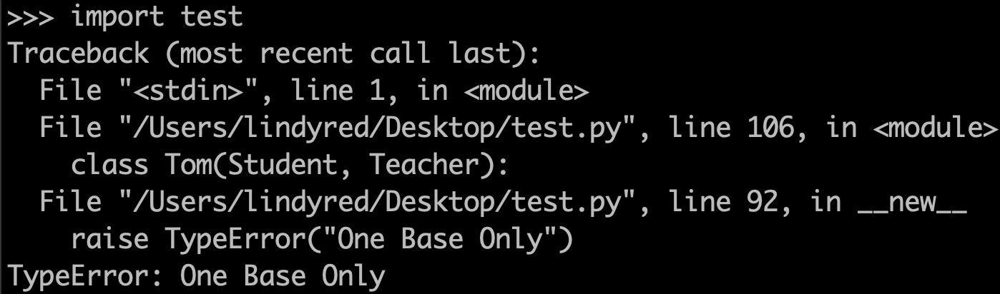 >>> import test
Traceback (most recent call last):
  File "<stdin>", line 1, in <module>
  File "/Users/lindyred/Desktop/test.py", line 106, in <module>
    class Tom(Student, Teacher):
  File "/Users/lindyred/Desktop/test.py", line 92, in __new__
    raise TypeError("One Base Only")
TypeError: One Base Only